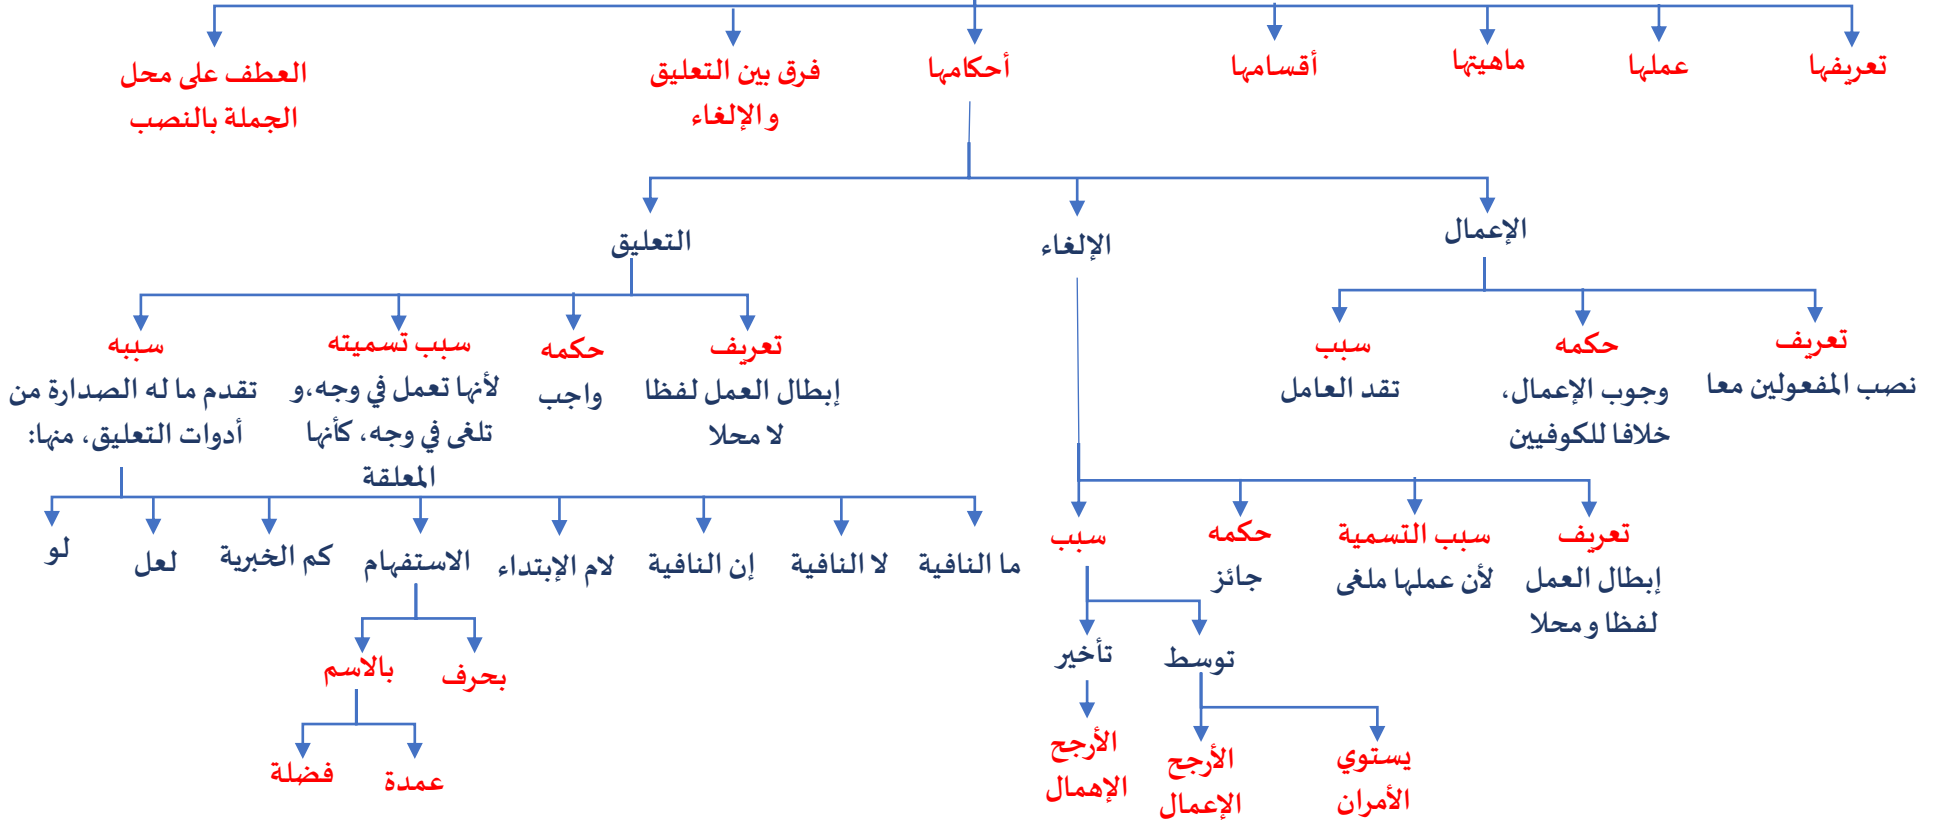 تعريفها
عملها
ماهيتها
أقسامها
أحكامها
فرق بين التعليق
والإلغاء
العطف على محل
الجملة بالنصب
الإعمال
الإلغاء
التعليق
تعريف
نصب المفعولين معا
حكمه
وجوب الإعمال،
خلافا للكوفيين
سبب
تقد العامل
تعريف
إبطال العمل لفظا
لا محلا
حكمه
واجب
سبب تسميته
لأنها تعمل في وجه،و
تلغى في وجه، كأنها
المعلقة
سببه
تقدم ما له الصدارة من
أدوات التعليق، منها:
تعريف
إبطال العمل
لفظا ومحلا
سبب التسمية
لأن عملها ملغى
حكمه
جائز
سبب
ما النافية
لا النافية
إن النافية
لام الإبتداء
الاستفهام
كم الخبرية
لعل
لو
توسط
تأخير
بحرف
بالاسم
يستوي
الأمران
الأرجح
الإعمال
الأرجح
الإهمال
عمدة
فضلة